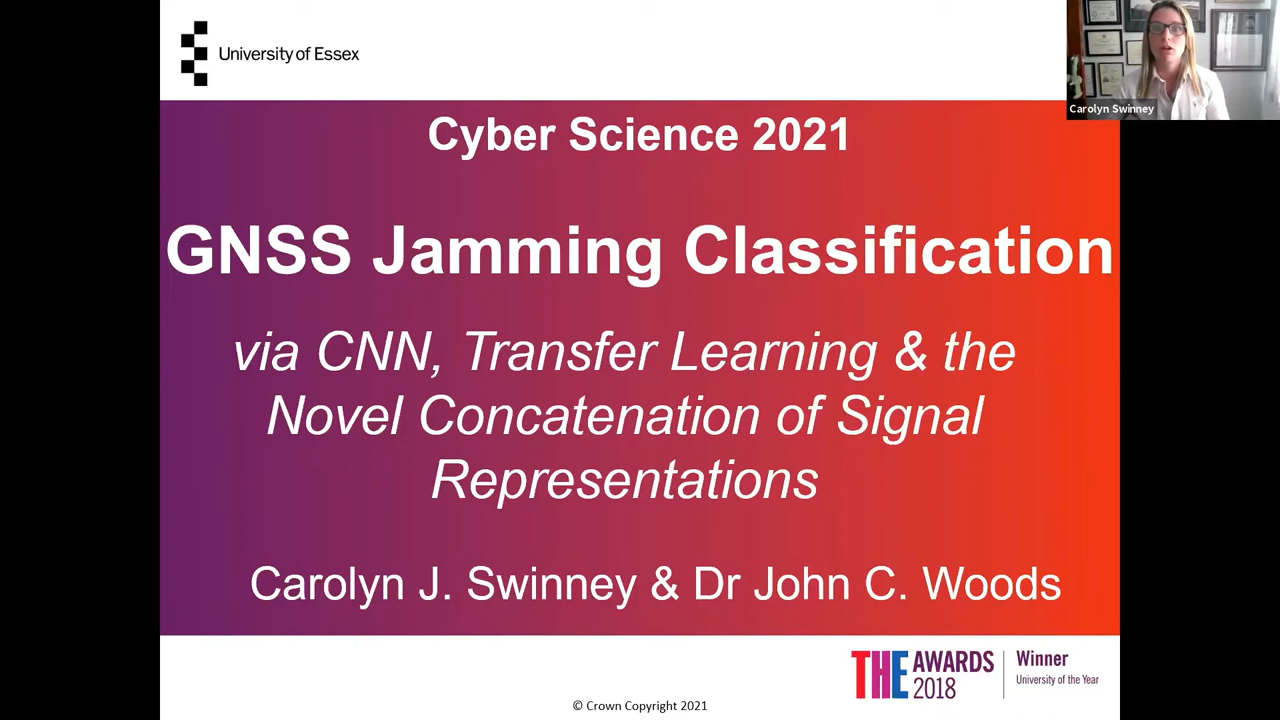 University of Essex
Carolyn Swinney
Cyber Science 2021
GNSS Jamming Classification
via CNN, Transfer Learning & the
Novel Concatenation of Signal
Representations
Carolyn J. Swinney & Dr John C. Woods
THE AWARDS 2018
Winner
University of the Year
© Crown Copyright 2021